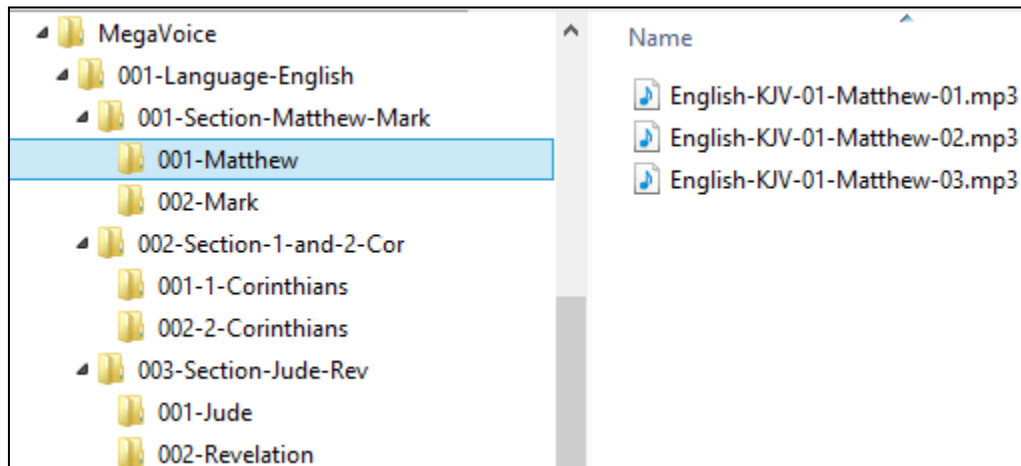 MegaVoice
001-Language-English
001-Section-Matthew-Mark
001-Matthew
002-Mark
002-Section-1-and-2-Cor
001-1-Corinthians
002-2-Corinthians
003-Section-Jude-Rev
001-Jude
002-Revelation
Name
English-KJV-01-Matthew-01.mp3
English-KJV-01-Matthew-02.mp3
English-KJV-01-Matthew-03.mp3